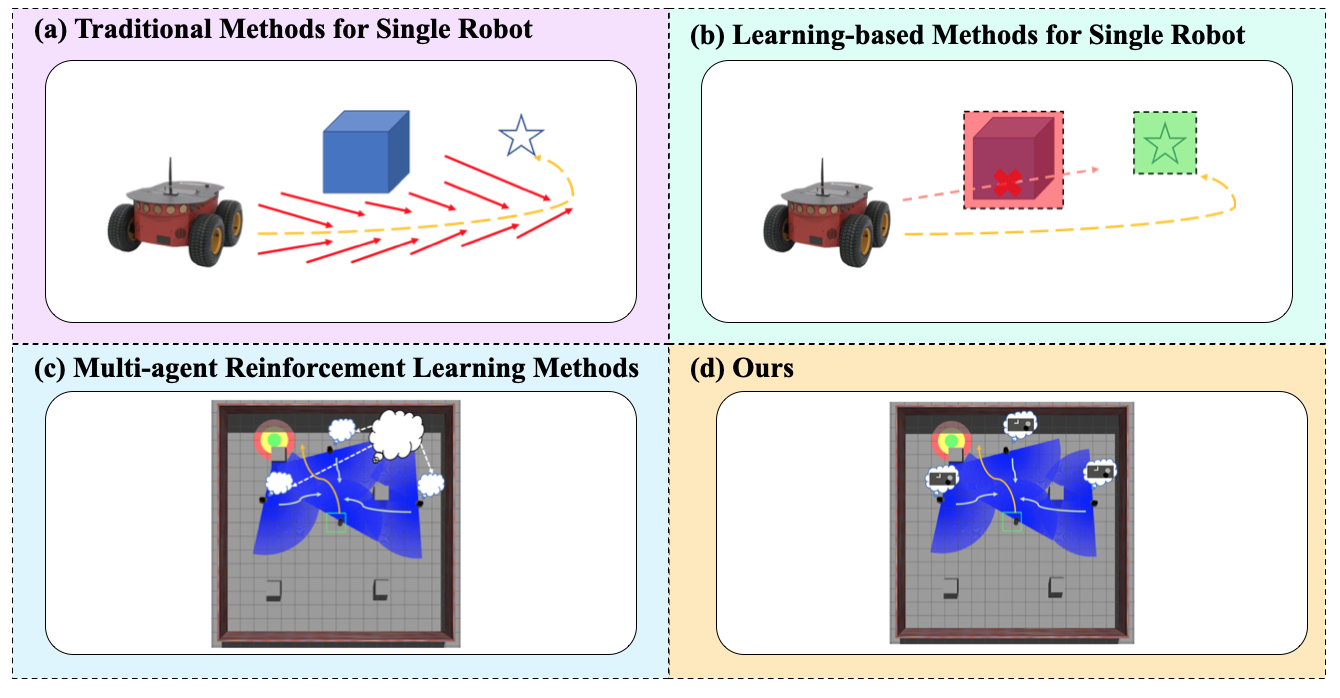 (a) Traditional Methods for Single Robot
(b) Learning-based Methods for Single Robot
(c) Multi-agent Reinforcement Learning Methods
(d) Ours